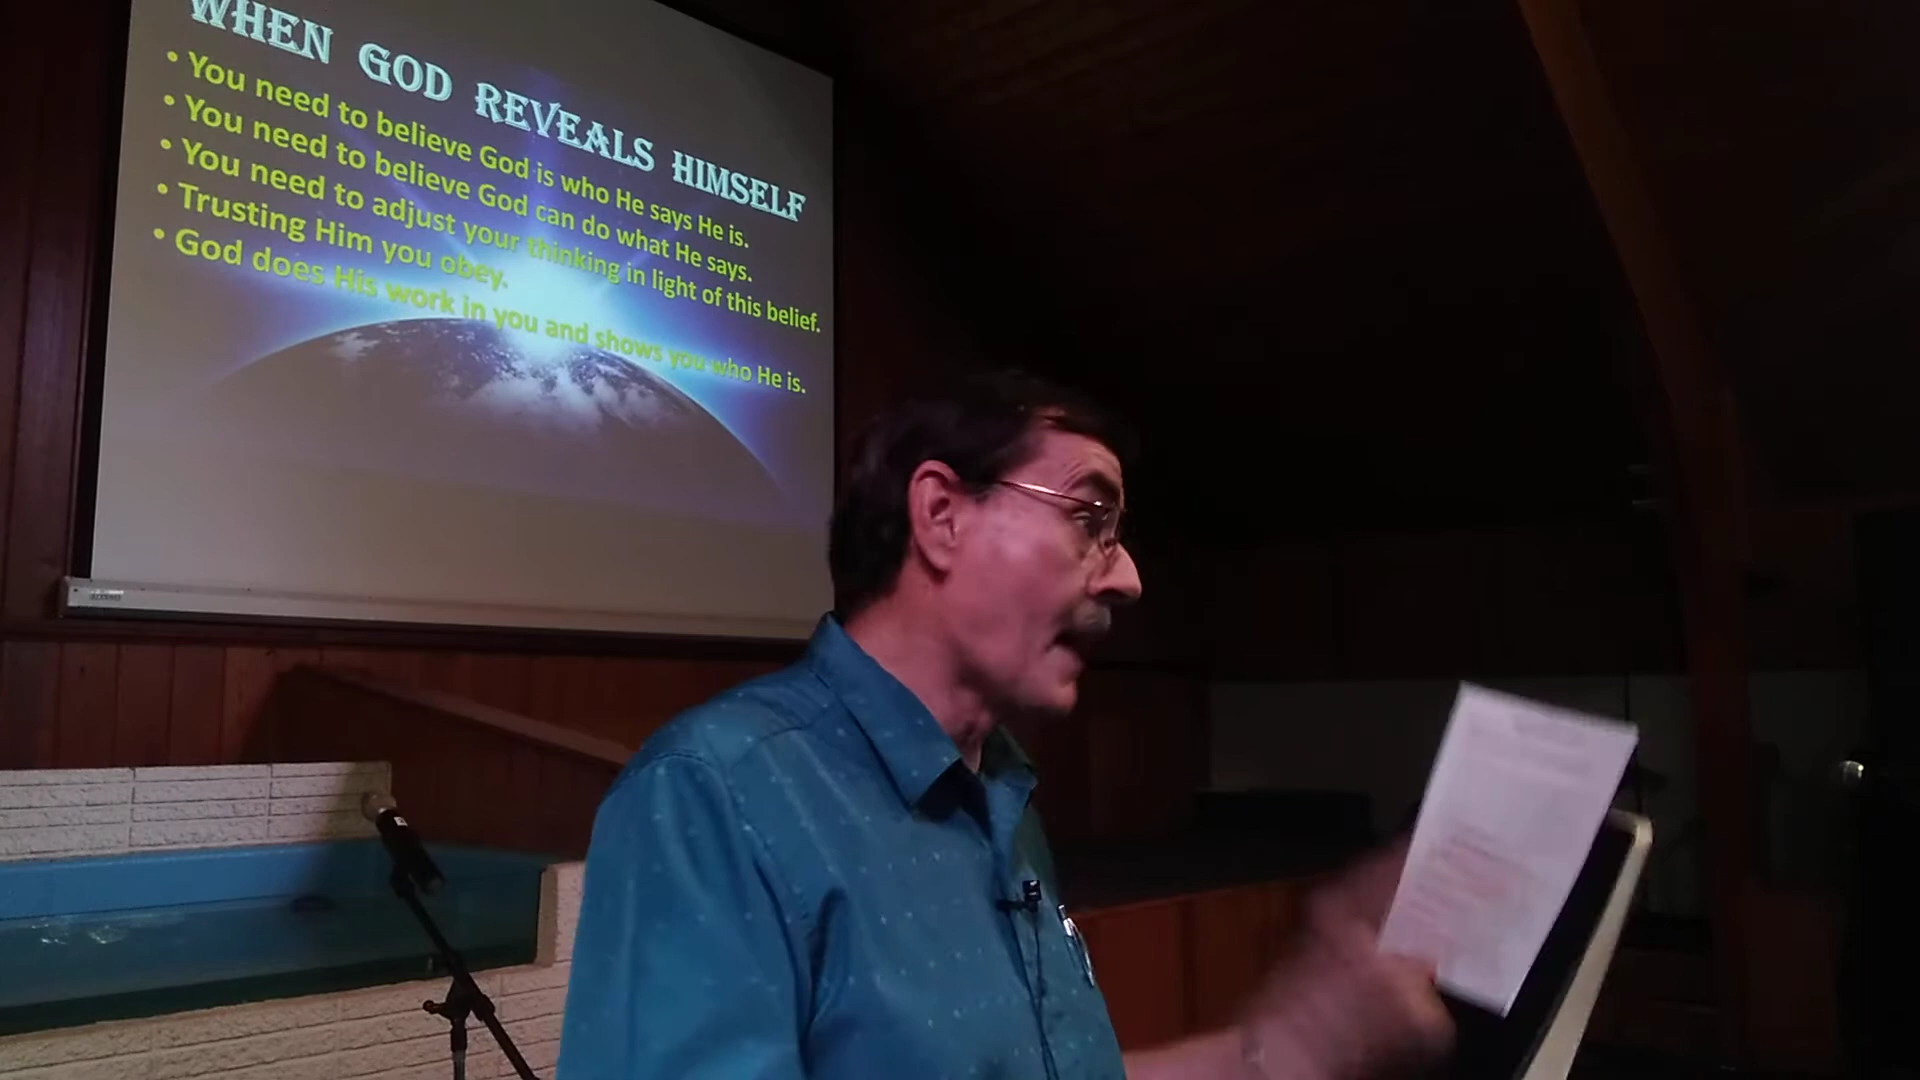 WHEN GOD REVEALS HIMSELF
• You need to believe God is who He says He is.
• You need to believe God can do what He says.
• You need to adjust your thinking in light of this belief.
• Trusting Him you obey.
• God does His work in you and shows you who He is.